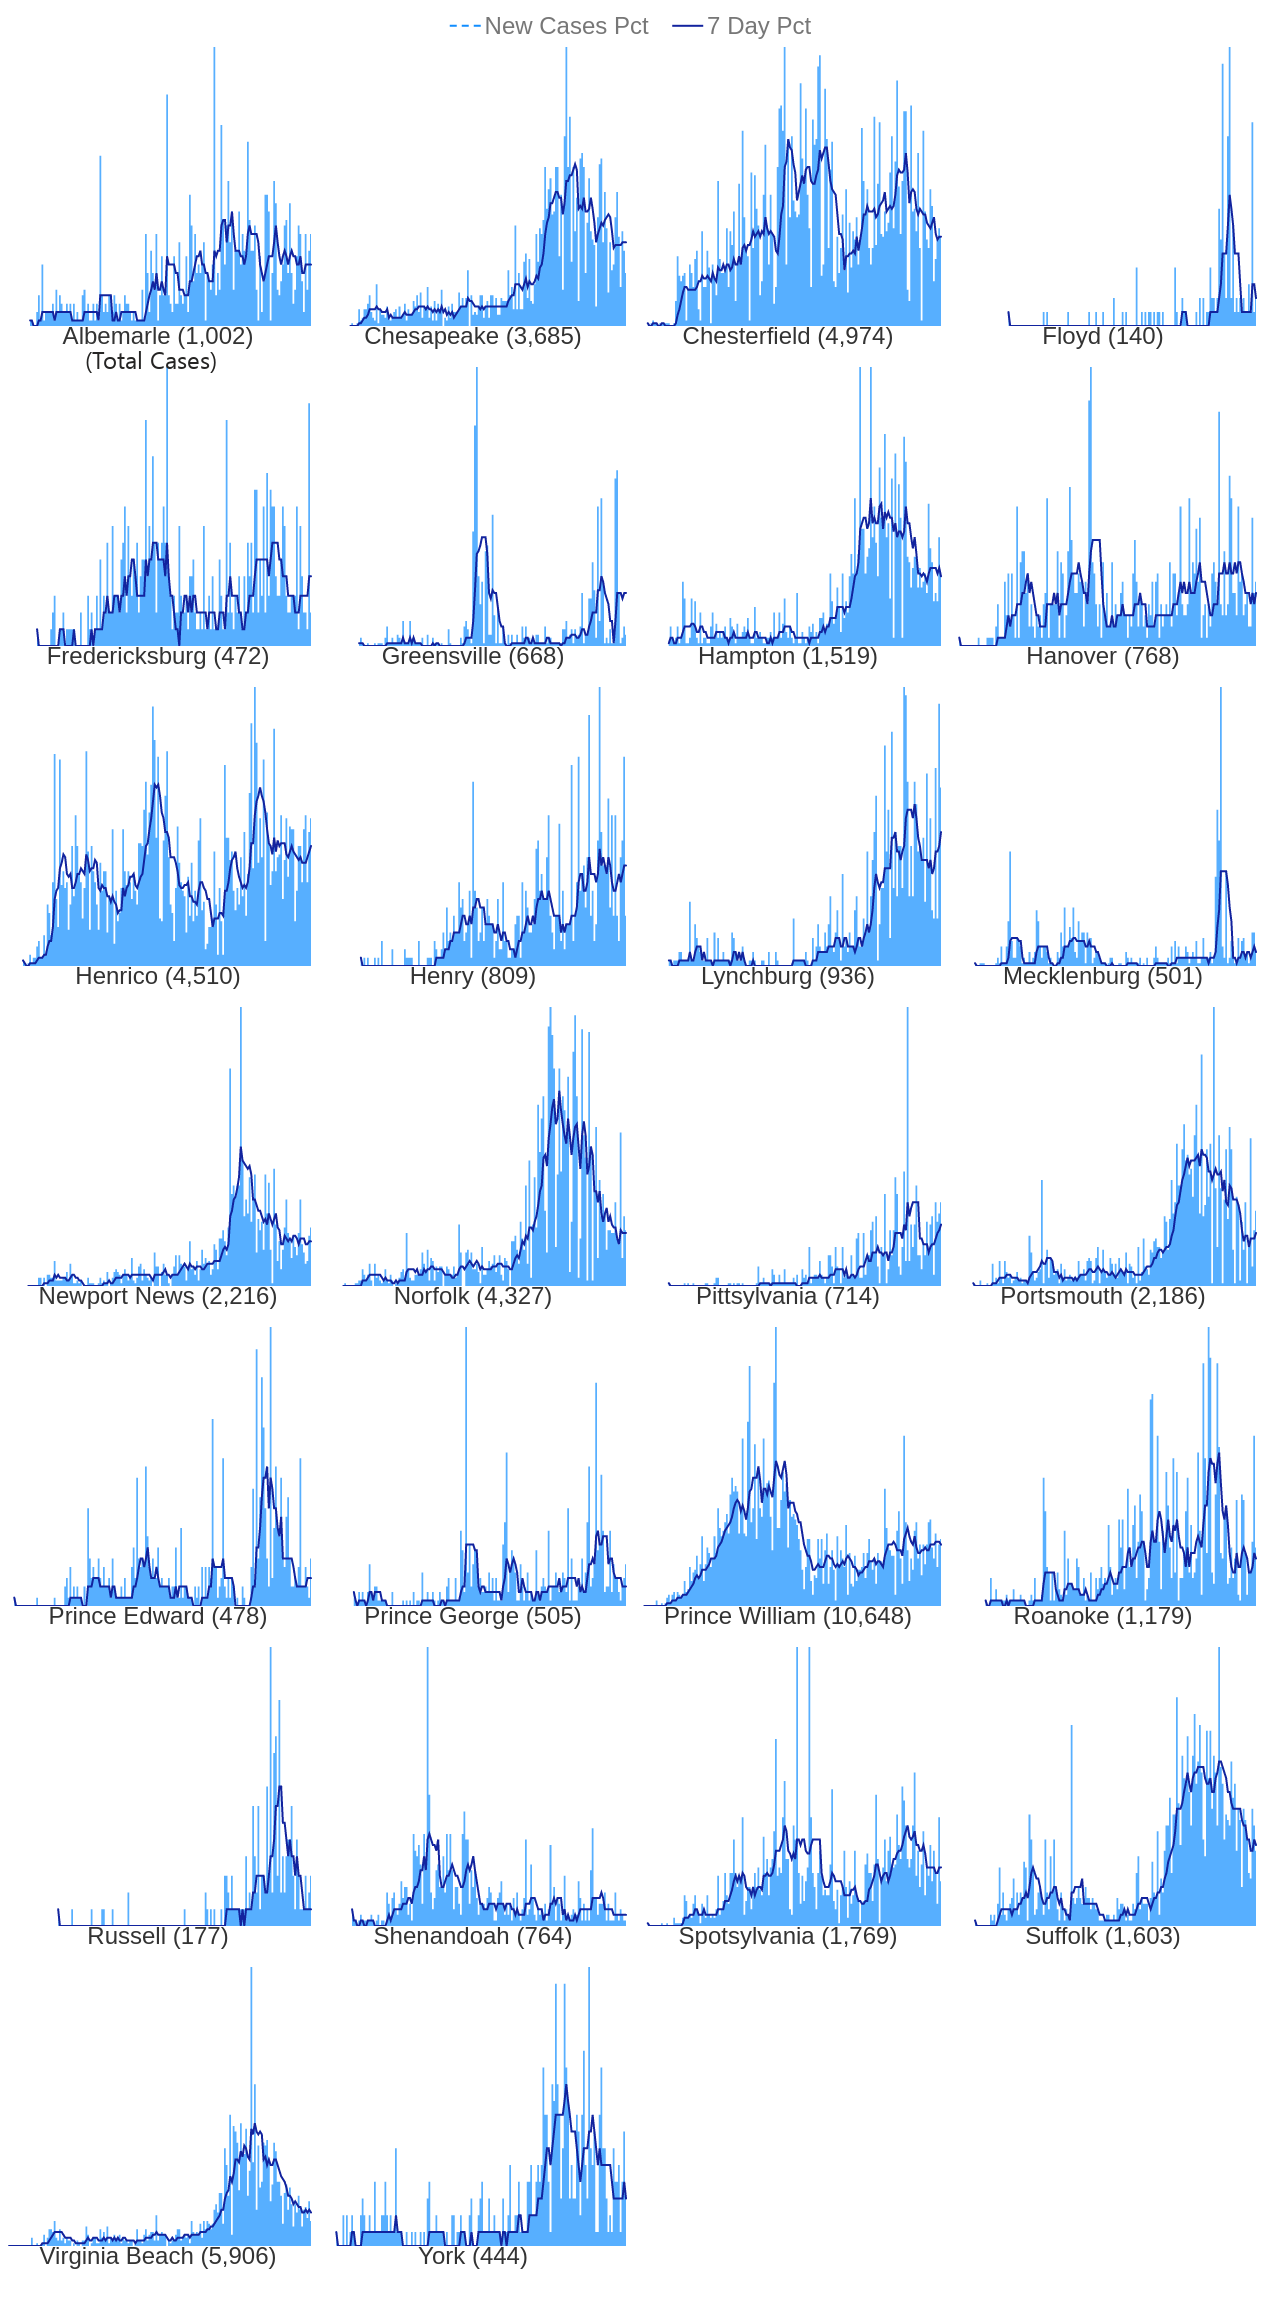 New Cases Pct 7 Day Pct
Albemarle (1,002) Chesapeake (3,685) Chesterfield (4,974) Floyd (140)
(Total Cases)
Fredericksburg (472) Greensville (668) Hampton (1,519) Hanover (768)
Henrico (4,510) Henry (809) Lynchburg (936) Mecklenburg (501)
Newport News (2,216) Norfolk (4,327) Pittsylvania (714) Portsmouth (2,186)
Prince Edward (478) Prince George (505) Prince William (10,648) Roanoke (1,179)
Russell (177) Shenandoah (764) Spotsylvania (1,769) Suffolk (1,603)
Virginia Beach (5,906) York (444)